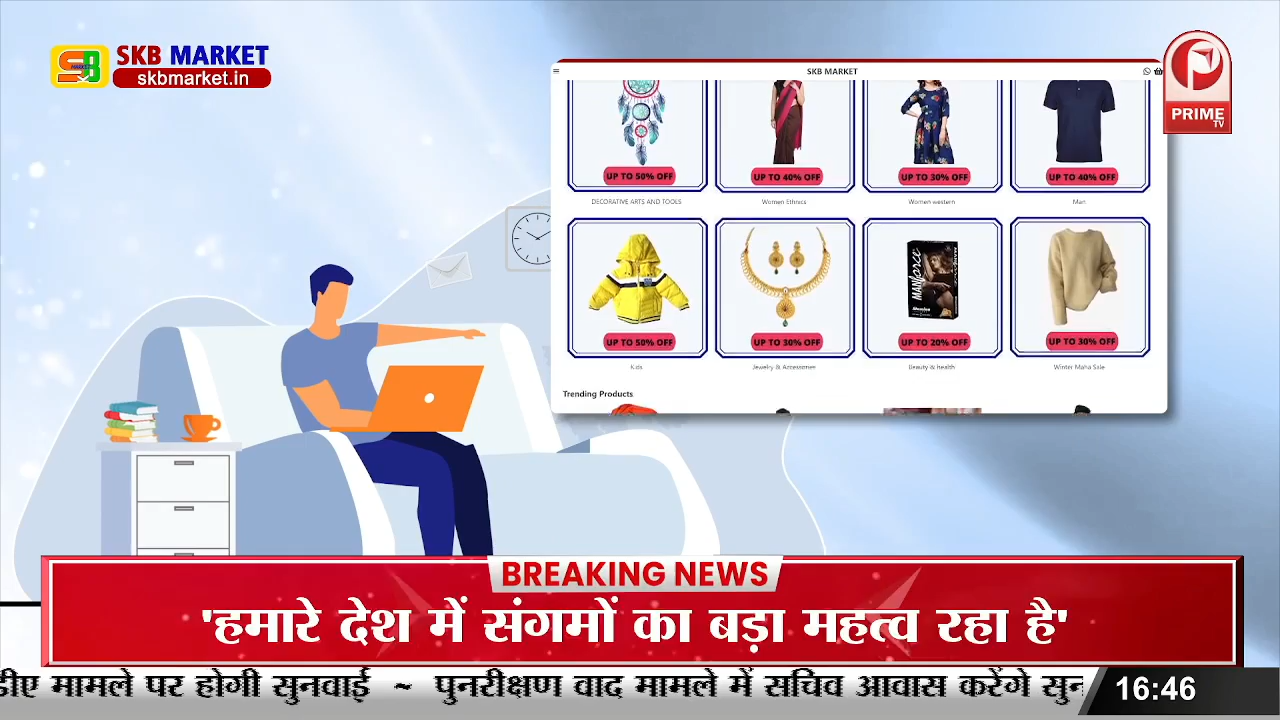 SKB MARKET
skbmarket.in
SKB MARKET
PRIME
TV
UP TO 50% OFF
UP TO 40% OFF
UP TO 30% OFF
UP TO 40% OFF
DECORATIVE ARTS AND TOOLS
Women Ethnics
Women western
Man
MANforce
UP TO 50% OFF
UP TO 30% OFF
UP TO 20% OFF
UP TO 30% OFF
Kids
Jewelry & Accessories
Beauty & health
Winter Maha Sale
Trending Products
BREAKING NEWS
'हमारे देश में संगमों का बड़ा महत्व रहा है'
डीए मामले पर होगी सुनवाई ~ पुनरीक्षण वाद मामले में सचिव आवास करेंगे सुन
16:46